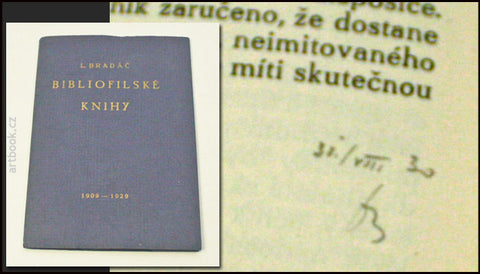 L. BRADÁČ
BIBLIOFILSKÉ
KNIHY
1909 — 1929
artbook.cz
zaručeno, že dostane
neimitovaného
míti skutečnou
31./VIII 30